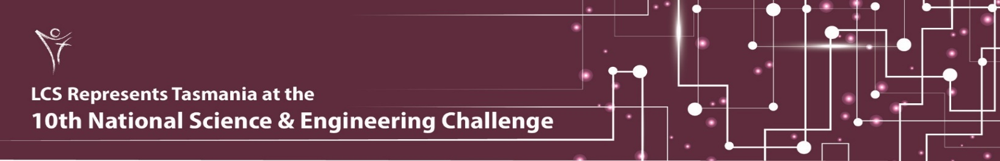 LCS Represents Tasmania at the
10th National Science & Engineering Challenge